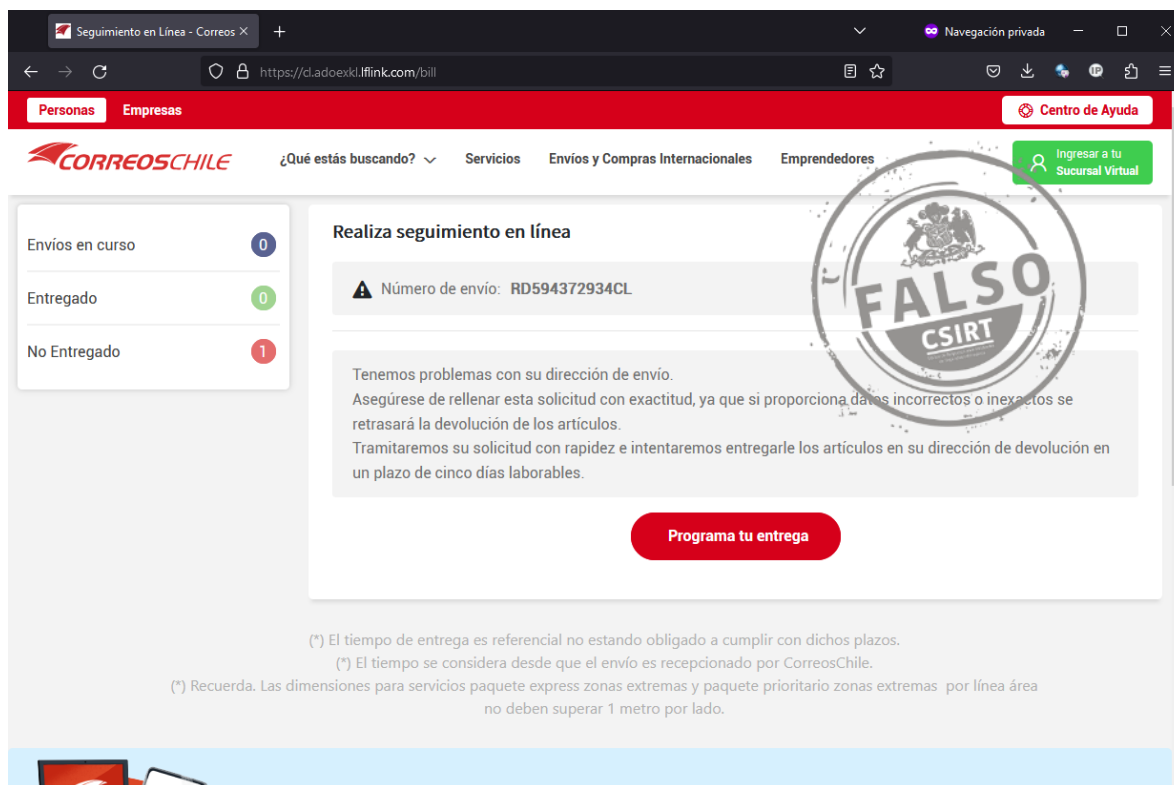 Seguimiento en Línea - Correos
Navegación privada
https://cl.adoexkl.lflink.com/bill
Personas Empresas
Centro de Ayuda
CORREOSCHILE
¿Qué estás buscando? Servicios Envíos y Compras Internacionales Emprendedores
Ingresar a tu
Sucursal Virtual
Envíos en curso 0
Entregado 0
No Entregado 1
Realiza seguimiento en línea
Número de envío: RD594372934CL
FALSO
CSIRT
Tenemos problemas con su dirección de envío.
Asegúrese de rellenar esta solicitud con exactitud, ya que si proporciona datos incorrectos o inexactos se
retrasará la devolución de los artículos.
Tramitaremos su solicitud con rapidez e intentaremos entregarle los artículos en su dirección de devolución en
un plazo de cinco días laborables.
Programa tu entrega
(*) El tiempo de entrega es referencial no estando obligado a cumplir con dichos plazos.
(*) El tiempo se considera desde que el envío es recepcionado por CorreosChile.
(*) Recuerda. Las dimensiones para servicios paquete express zonas extremas y paquete prioritario zonas extremas por línea área
no deben superar 1 metro por lado.